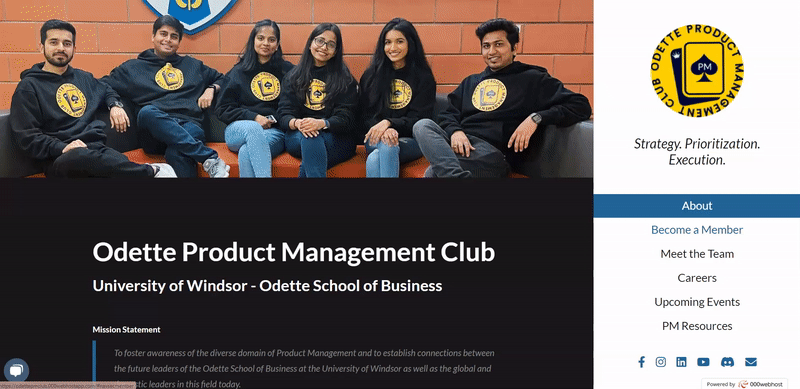 ODETTE PRODUCT MANAGEMENT CLUB
PM
Strategy. Prioritization.
Execution.
About
Become a Member
Meet the Team
Careers
Upcoming Events
PM Resources
Odette Product Management Club
University of Windsor - Odette School of Business
Mission Statement
To foster awareness of the diverse domain of Product Management and to establish connections between
the future leaders of the Odette School of Business at the University of Windsor as well as the global and
leaders in this field today.
Powered by 000webhost